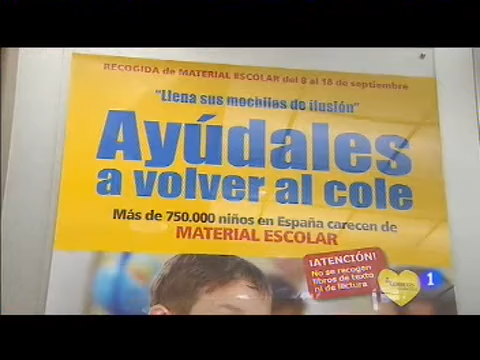 RECOGIDA de MATERIAL ESCOLAR del 8 al 18 de septiembre
"Llena sus mochilas de ilusión"
Ayúdales
a volver al cole
Más de 750.000 niños en España carecen de
MATERIAL ESCOLAR
¡ATENCIÓN!
No se recogen
libros de texto
ni de lectura
1